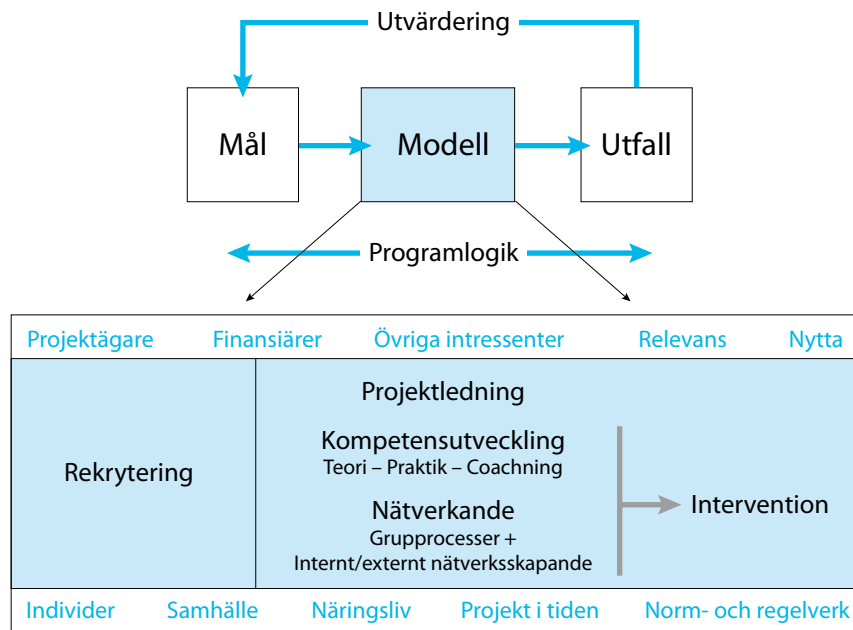 Utvärdering
Mål
Modell
Utfall
Programlogik
Projektägare Finansiärer Övriga intressenter Relevans Nytta
Projektledning
Kompetensutveckling
Teori – Praktik – Coachning
Rekrytering
Nätverkande
Grupprocesser +
Internt/externt nätverksskapande
Intervention
Individer Samhälle Näringsliv Projekt i tiden Norm- och regelverk